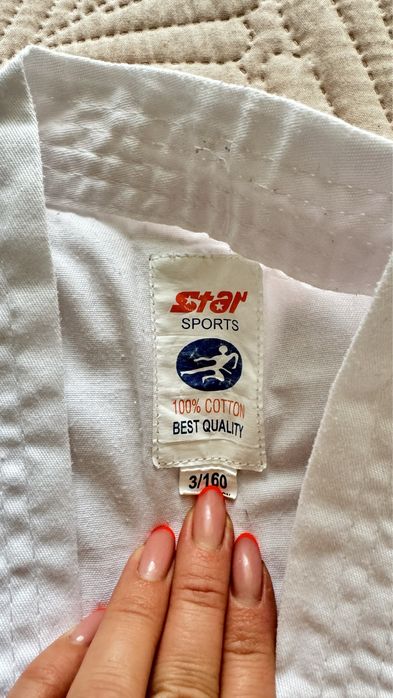 Star
SPORTS
100% COTTON
BEST QUALITY
3/160